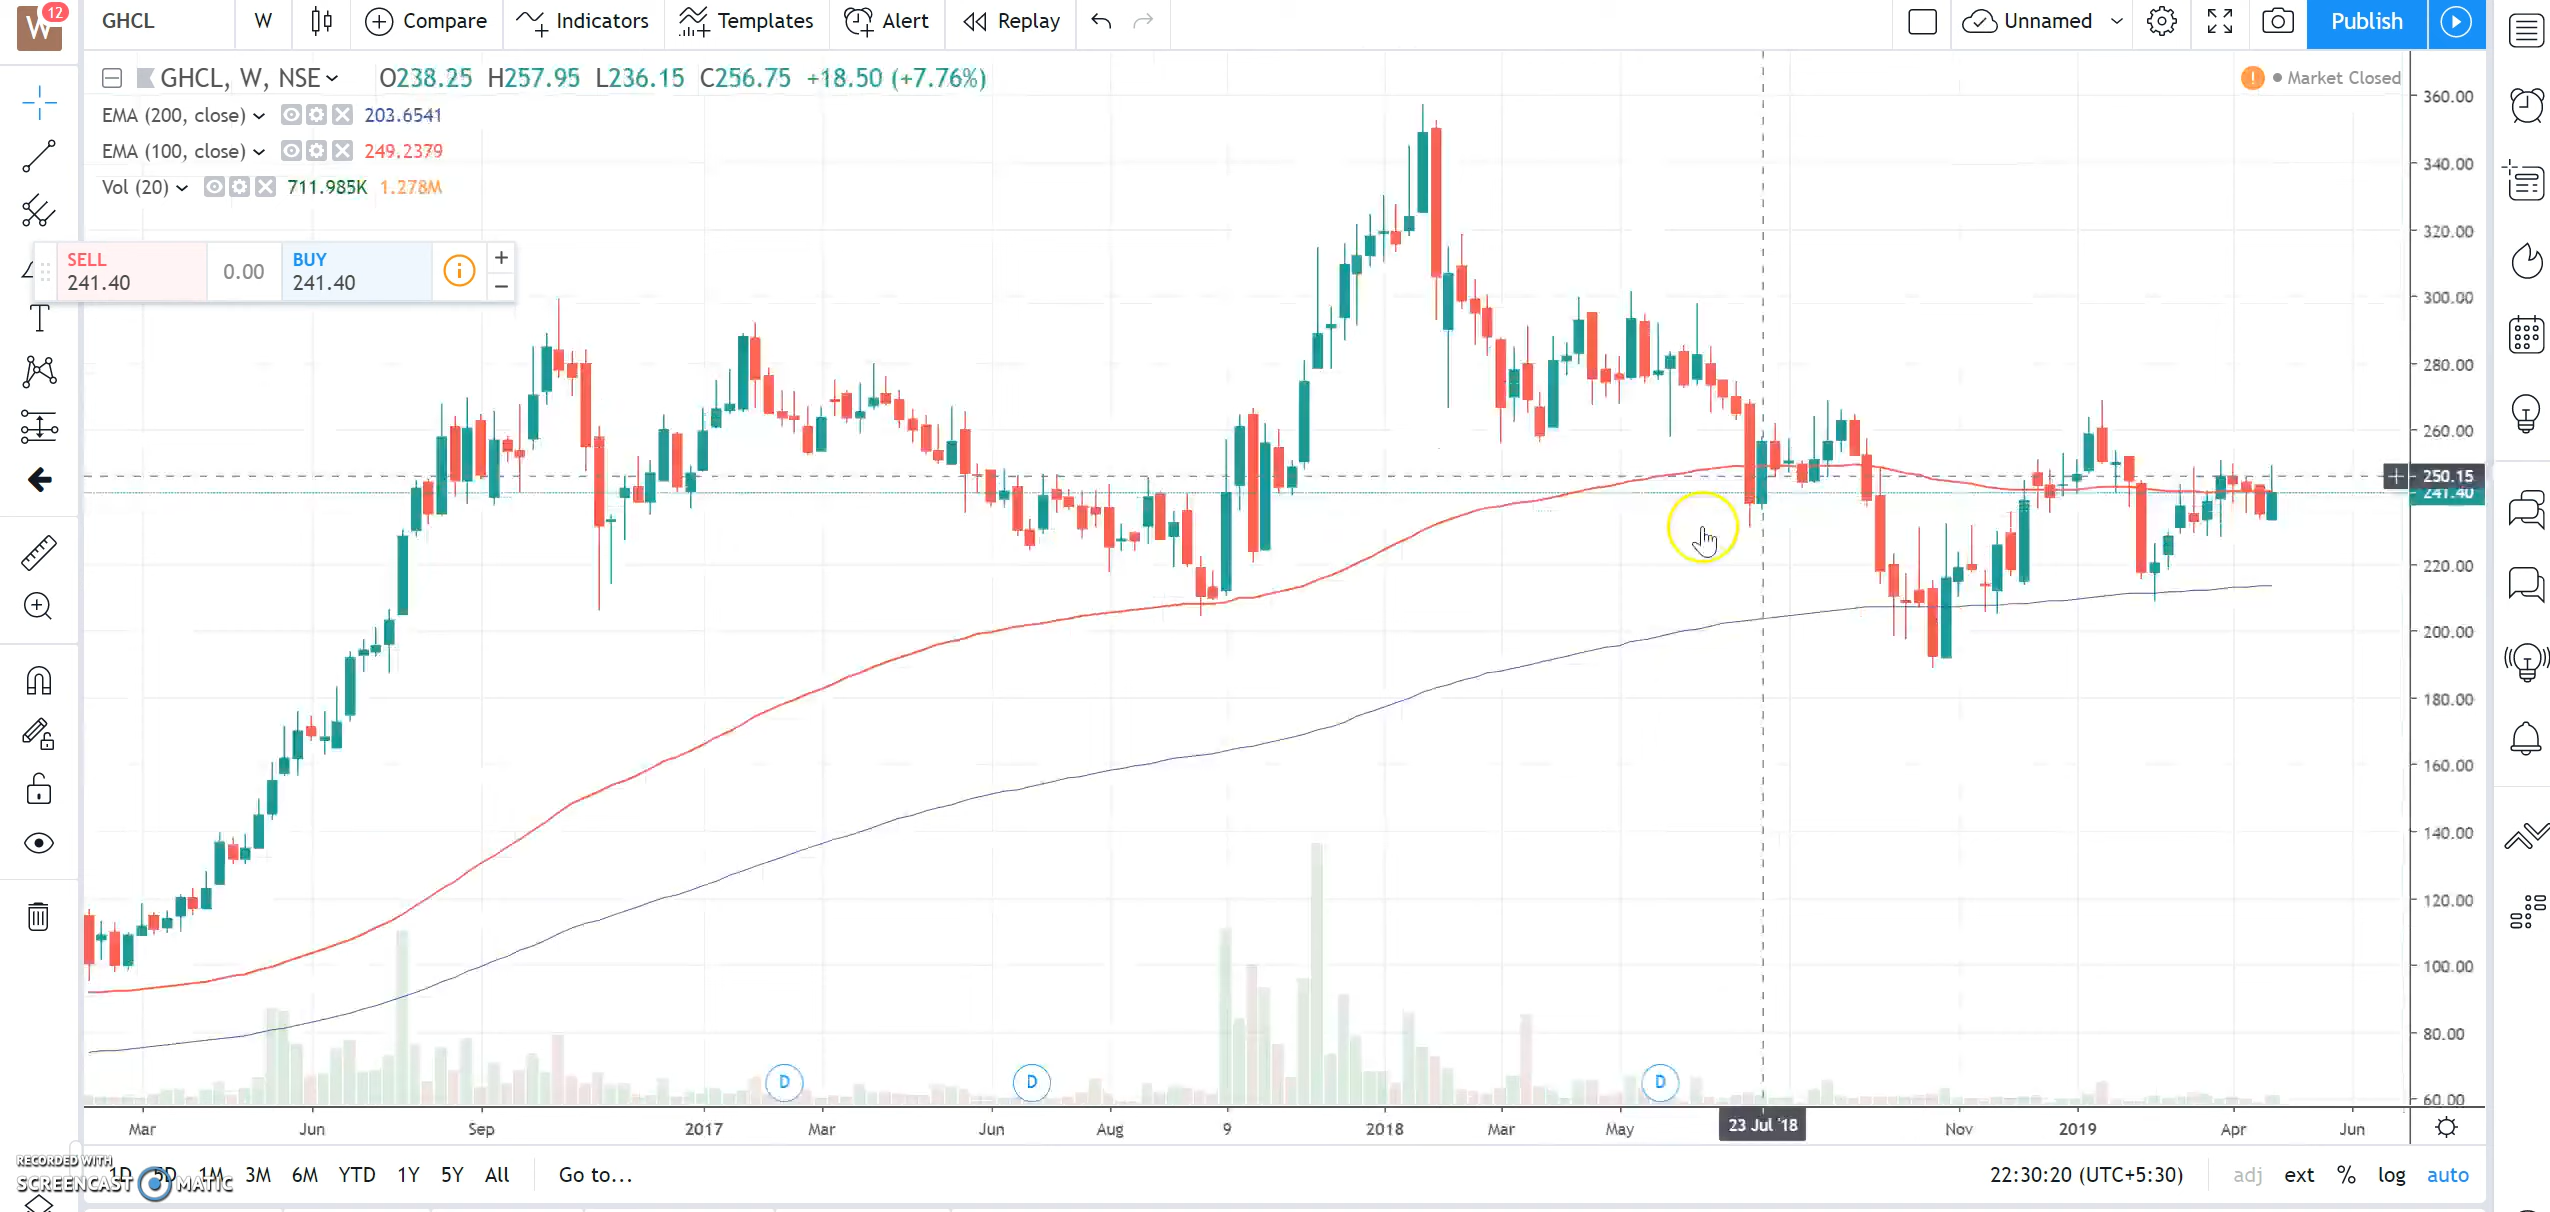 W 12 GHCL W Compare Indicators Templates Alert Replay Unnamed Publish
GHCL, W, NSE O238.25 H257.95 L236.15 C256.75 +18.50 (+7.76%) Market Closed
EMA (200, close) 203.6541
EMA (100, close) 249.2379
Vol (20) 711.985K 1.278M
SELL 241.40 0.00 BUY 241.40
T
360.00
340.00
320.00
300.00
280.00
260.00
250.15
241.40
220.00
200.00
180.00
160.00
140.00
120.00
100.00
80.00
60.00
D D D
Mar Jun Sep 2017 Mar Jun Aug 9 2018 Mar May 23 Jul '18 Nov 2019 Apr Jun
1D 5D 1M 3M 6M YTD 1Y 5Y All Go to... 22:30:20 (UTC+5:30) adj ext % log auto
RECORDED WITH
SCREENCAST MATIC